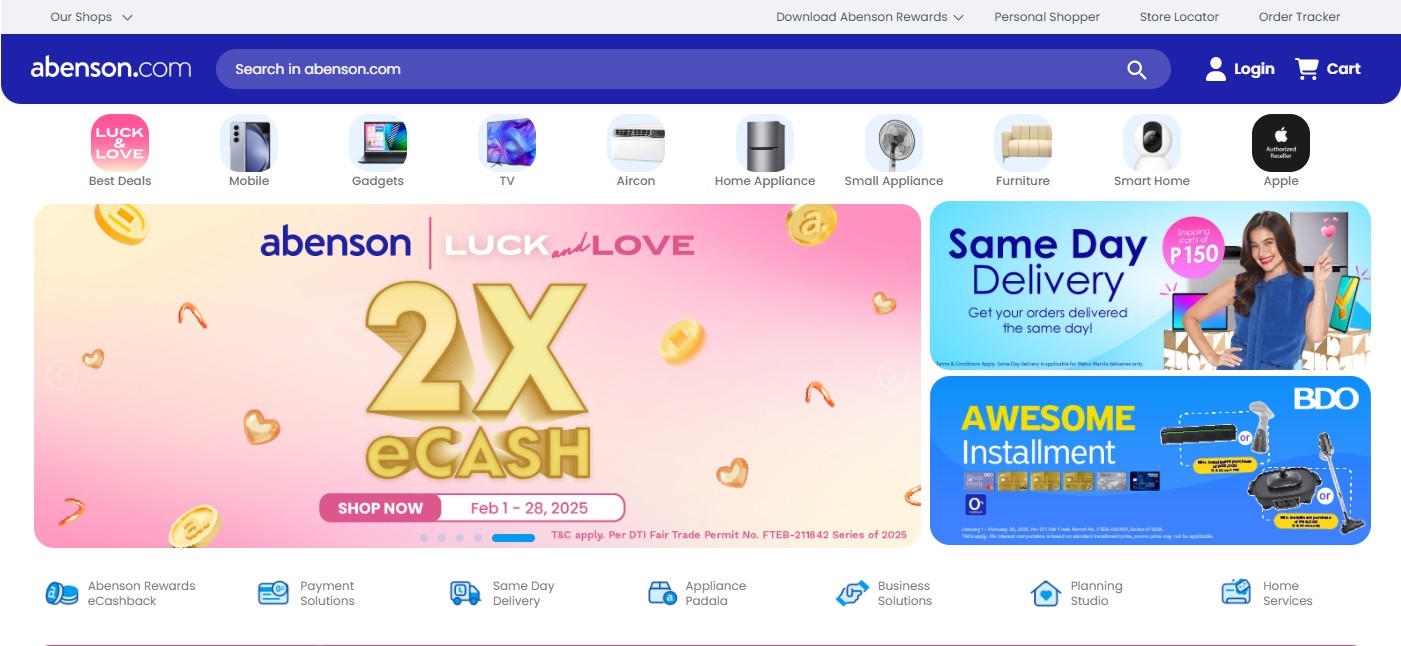 Our Shops
Download Abenson Rewards
Personal Shopper
Store Locator
Order Tracker
abenson.com
Search in abenson.com
Login
Cart
LUCK
&
LOVE
Authorized
Reseller
Best Deals
Mobile
Gadgets
TV
Aircon
Home Appliance
Small Appliance
Furniture
Smart Home
Apple
abenson
LUCK and LOVE
2X
eCASH
SHOP NOW
Feb 1 - 28, 2025
T&C apply. Per DTI Fair Trade Permit No. FTEB-211842 Series of 2025
Same Day
Delivery
Shipping
starts at
P150
Get your orders delivered
the same day!
Terms & Conditions Apply. Same Day delivery is applicable for Metro Manila deliveries only.
BDO
AWESOME
Installment
or
or
Abenson Rewards
eCashback
Payment
Solutions
Same Day
Delivery
Appliance
Padala
Business
Solutions
Planning
Studio
Home
Services